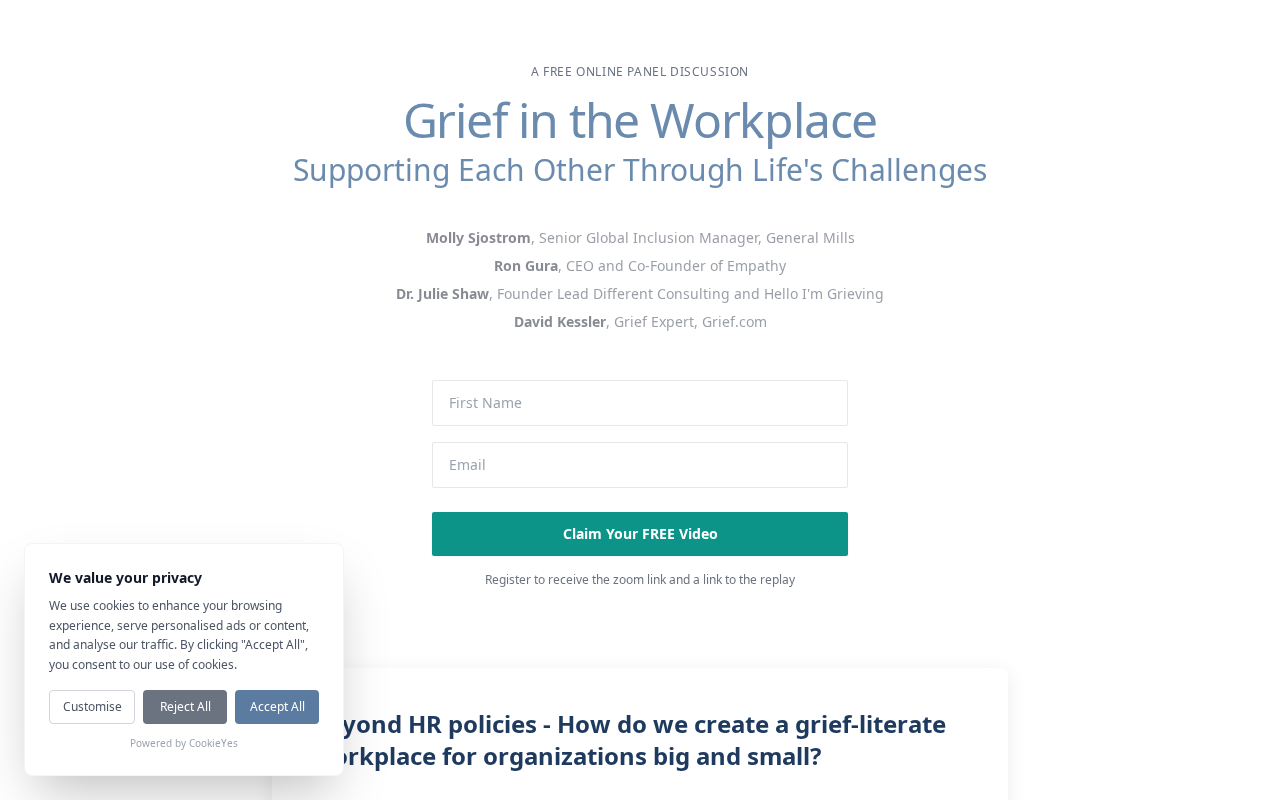 A FREE ONLINE PANEL DISCUSSION
Grief in the Workplace
Supporting Each Other Through Life's Challenges
Molly Sjostrom, Senior Global Inclusion Manager, General Mills
Ron Gura, CEO and Co-Founder of Empathy
Dr. Julie Shaw, Founder Lead Different Consulting and Hello I'm Grieving
David Kessler, Grief Expert, Grief.com
First Name
Email
Claim Your FREE Video
Register to receive the zoom link and a link to the replay
We value your privacy
We use cookies to enhance your browsing
experience, serve personalised ads or content,
and analyse our traffic. By clicking "Accept All",
you consent to our use of cookies.
Customise Reject All Accept All
Powered by CookieYes
HR policies - How do we create a grief-literate
for organizations big and small?